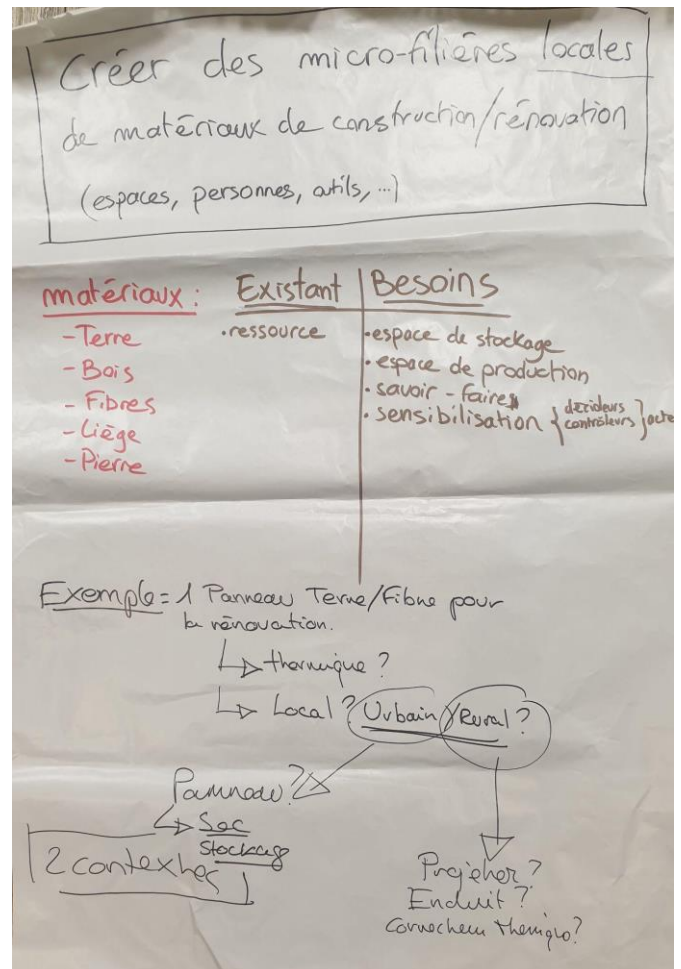 Créer des micro-filières locales
de matériaux de construction/rénovation
(espaces, personnes, outils, ...)
matériaux :
- Terre
- Bois
- Fibres
- Liège
- Pierre
Existant
• ressource
Besoins
• espace de stockage
• espace de production
• savoir-faires
• sensibilisation { décideurs
contrôleurs } acte
Exemple = 1 Panneau Terre/Fibre pour
la rénovation.
↳ thermique ?
↳ Local ? Urbain / Rural ?
Panneau ?
↳ Sec
Stockage
2 contextes
Projeter ?
Enduit ?